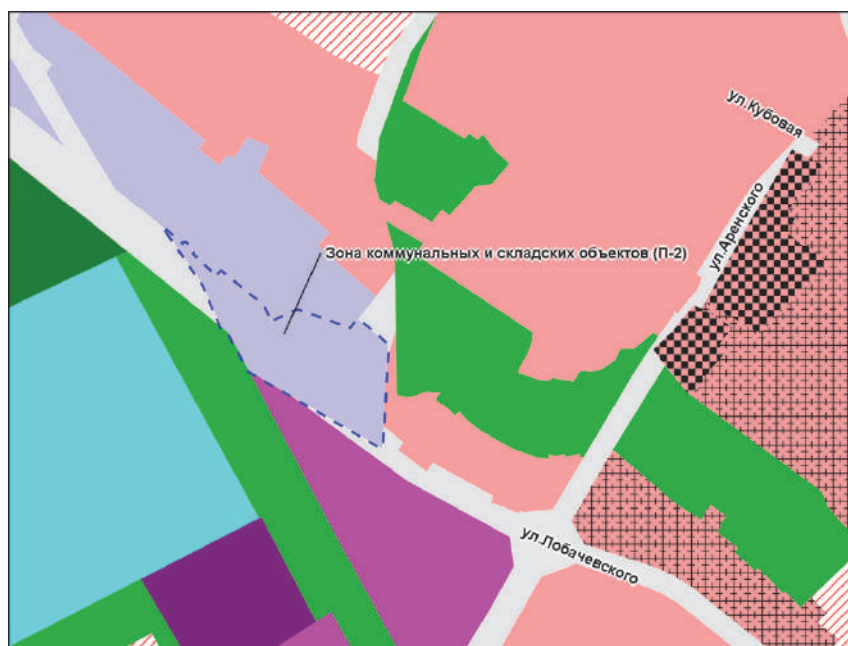 ул.Кубовая
ул.Аренского
Зона коммунальных и складских объектов (П-2)
ул.Лобачевского